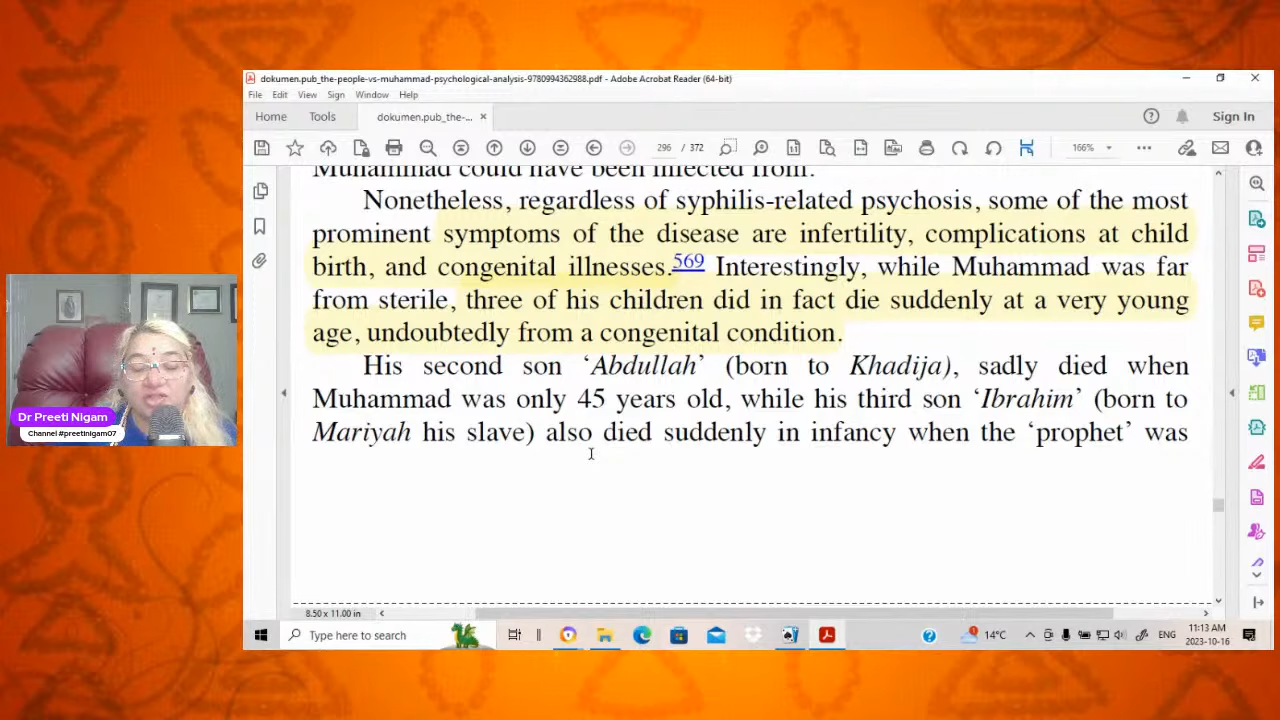 dokumen.pub_the-people-vs-muhammad-psychological-analysis-9780994362988.pdf - Adobe Acrobat Reader (64-bit)
File Edit View Sign Window Help
Home Tools dokumen.pub_the-... × Sign In
296 / 372 166%
Muhammad could have been infected from.
Nonetheless, regardless of syphilis-related psychosis, some of the most
prominent symptoms of the disease are infertility, complications at child
birth, and congenital illnesses.569 Interestingly, while Muhammad was far
from sterile, three of his children did in fact die suddenly at a very young
age, undoubtedly from a congenital condition.
His second son ‘Abdullah’ (born to Khadija), sadly died when
Muhammad was only 45 years old, while his third son ‘Ibrahim’ (born to
Mariyah his slave) also died suddenly in infancy when the ‘prophet’ was
Dr Preeti Nigam
Channel #preetinigam07
8.50 x 11.00 in
Type here to search 14°C ENG 11:13 AM
2023-10-16